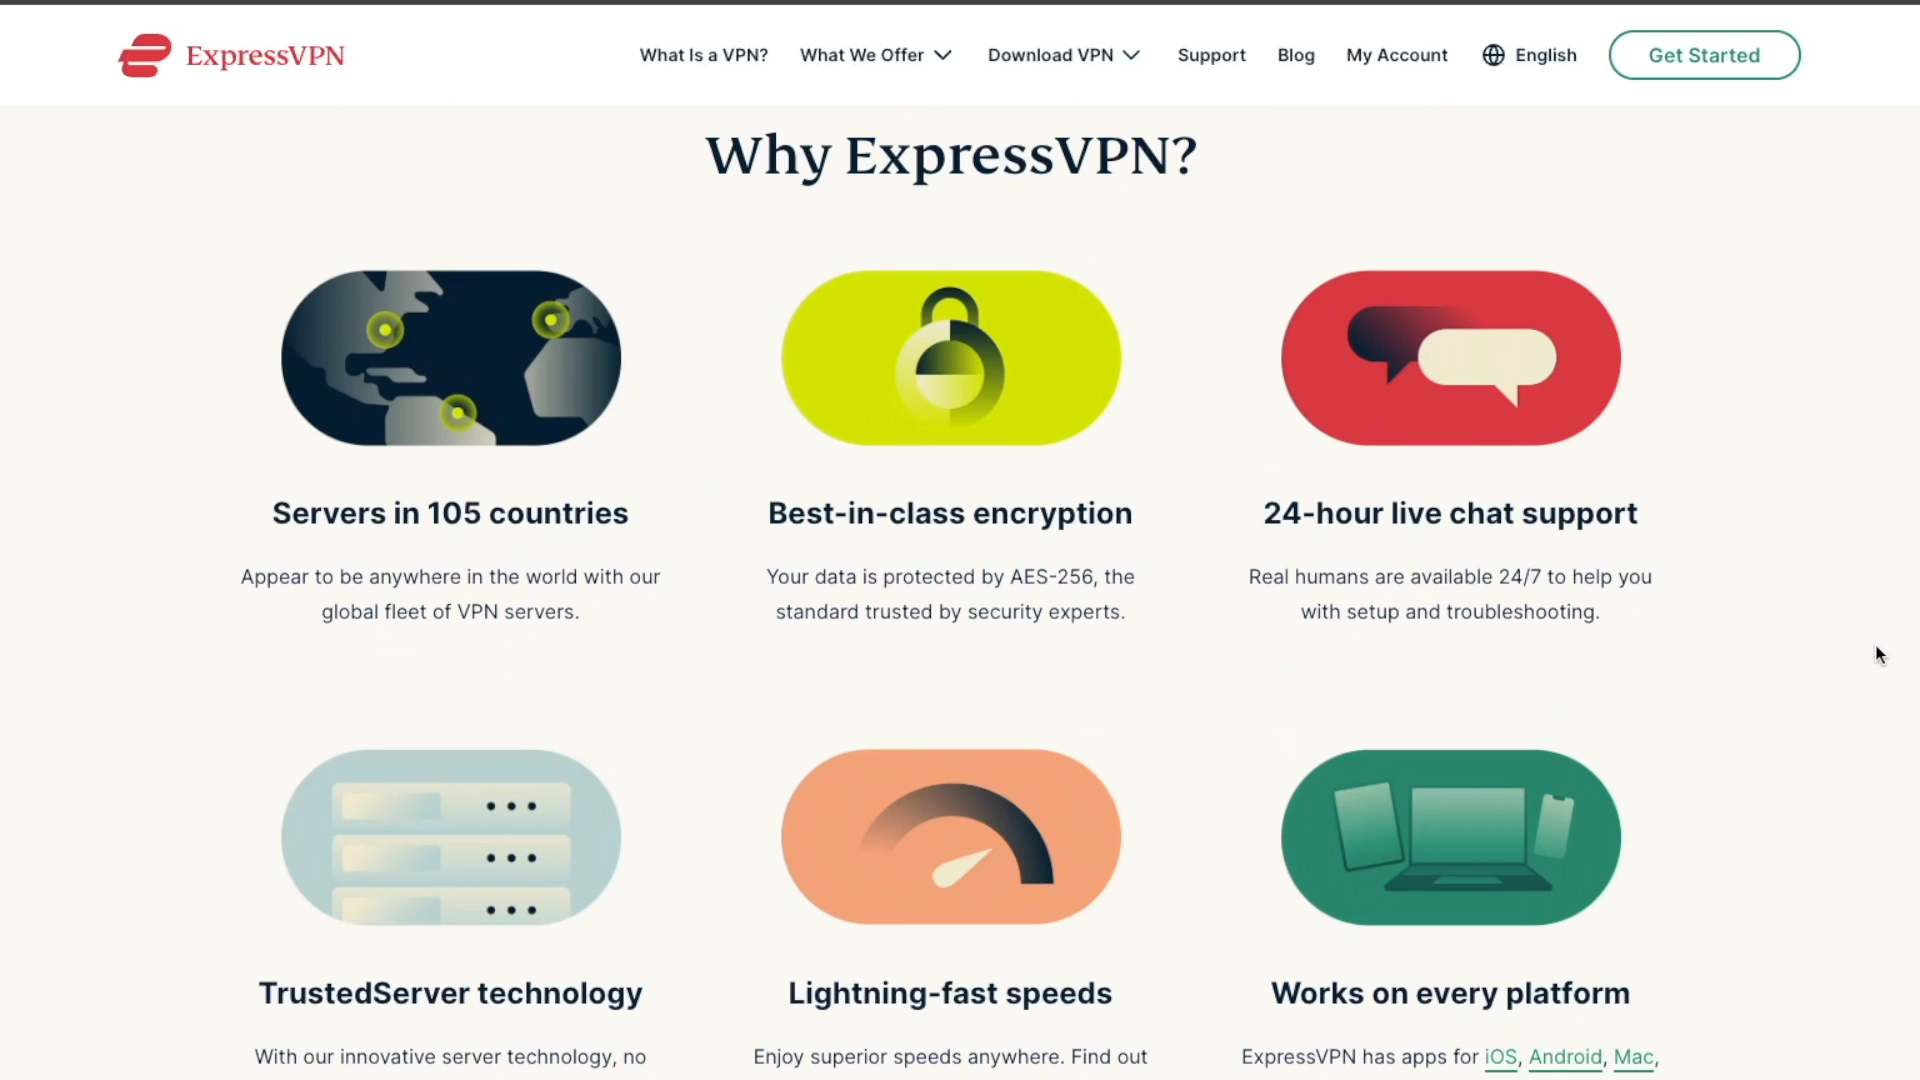 ExpressVPN
What Is a VPN? What We Offer Download VPN Support Blog My Account English Get Started
Why ExpressVPN?
Servers in 105 countries
Appear to be anywhere in the world with our
global fleet of VPN servers.
Best-in-class encryption
Your data is protected by AES-256, the
standard trusted by security experts.
24-hour live chat support
Real humans are available 24/7 to help you
with setup and troubleshooting.
TrustedServer technology
With our innovative server technology, no
Lightning-fast speeds
Enjoy superior speeds anywhere. Find out
Works on every platform
ExpressVPN has apps for iOS, Android, Mac,